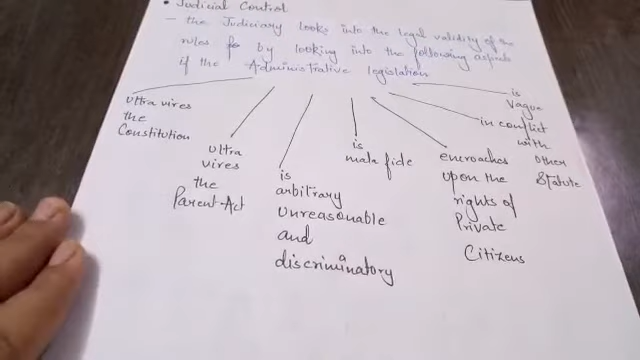 • Judicial Control
– the Judiciary looks into the legal validity of the
rules by looking into the following aspects
if the Administrative legislation
ultra vires
the
Constitution
ultra
vires
the
Parent-Act
is
arbitrary
unreasonable
and
discriminatory
is
mala fide
encroaches
upon the
rights of
Private
Citizens
in conflict
with
other
Statute
is
Vague